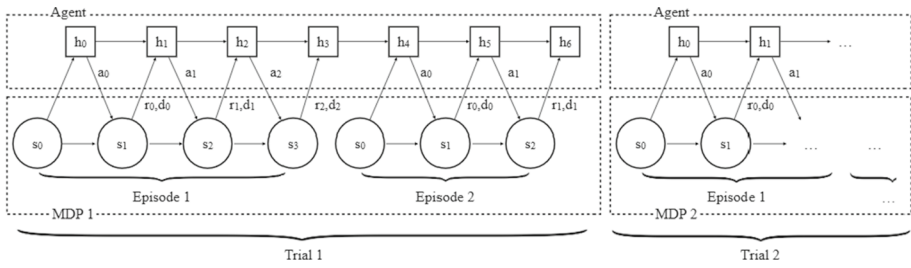 Agent Agent
h0 h1 h2 h3 h4 h5 h6 h0 h1 ...
a0 a1 a2 a0 a1 a0 a1
r0,d0 r1,d1 r2,d2 r0,d0 r1,d1 r0,d0
s0 s1 s2 s3 s0 s1 s2 s0 s1 ... ...
Episode 1 Episode 2 Episode 1 ...
MDP 1 MDP 2
Trial 1 Trial 2